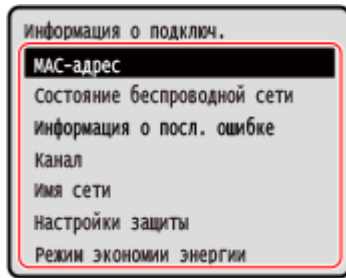 Информация о подключ.
MAC-адрес
Состояние беспроводной сети
Информация о посл. ошибке
Канал
Имя сети
Настройки защиты
Режим экономии энергии